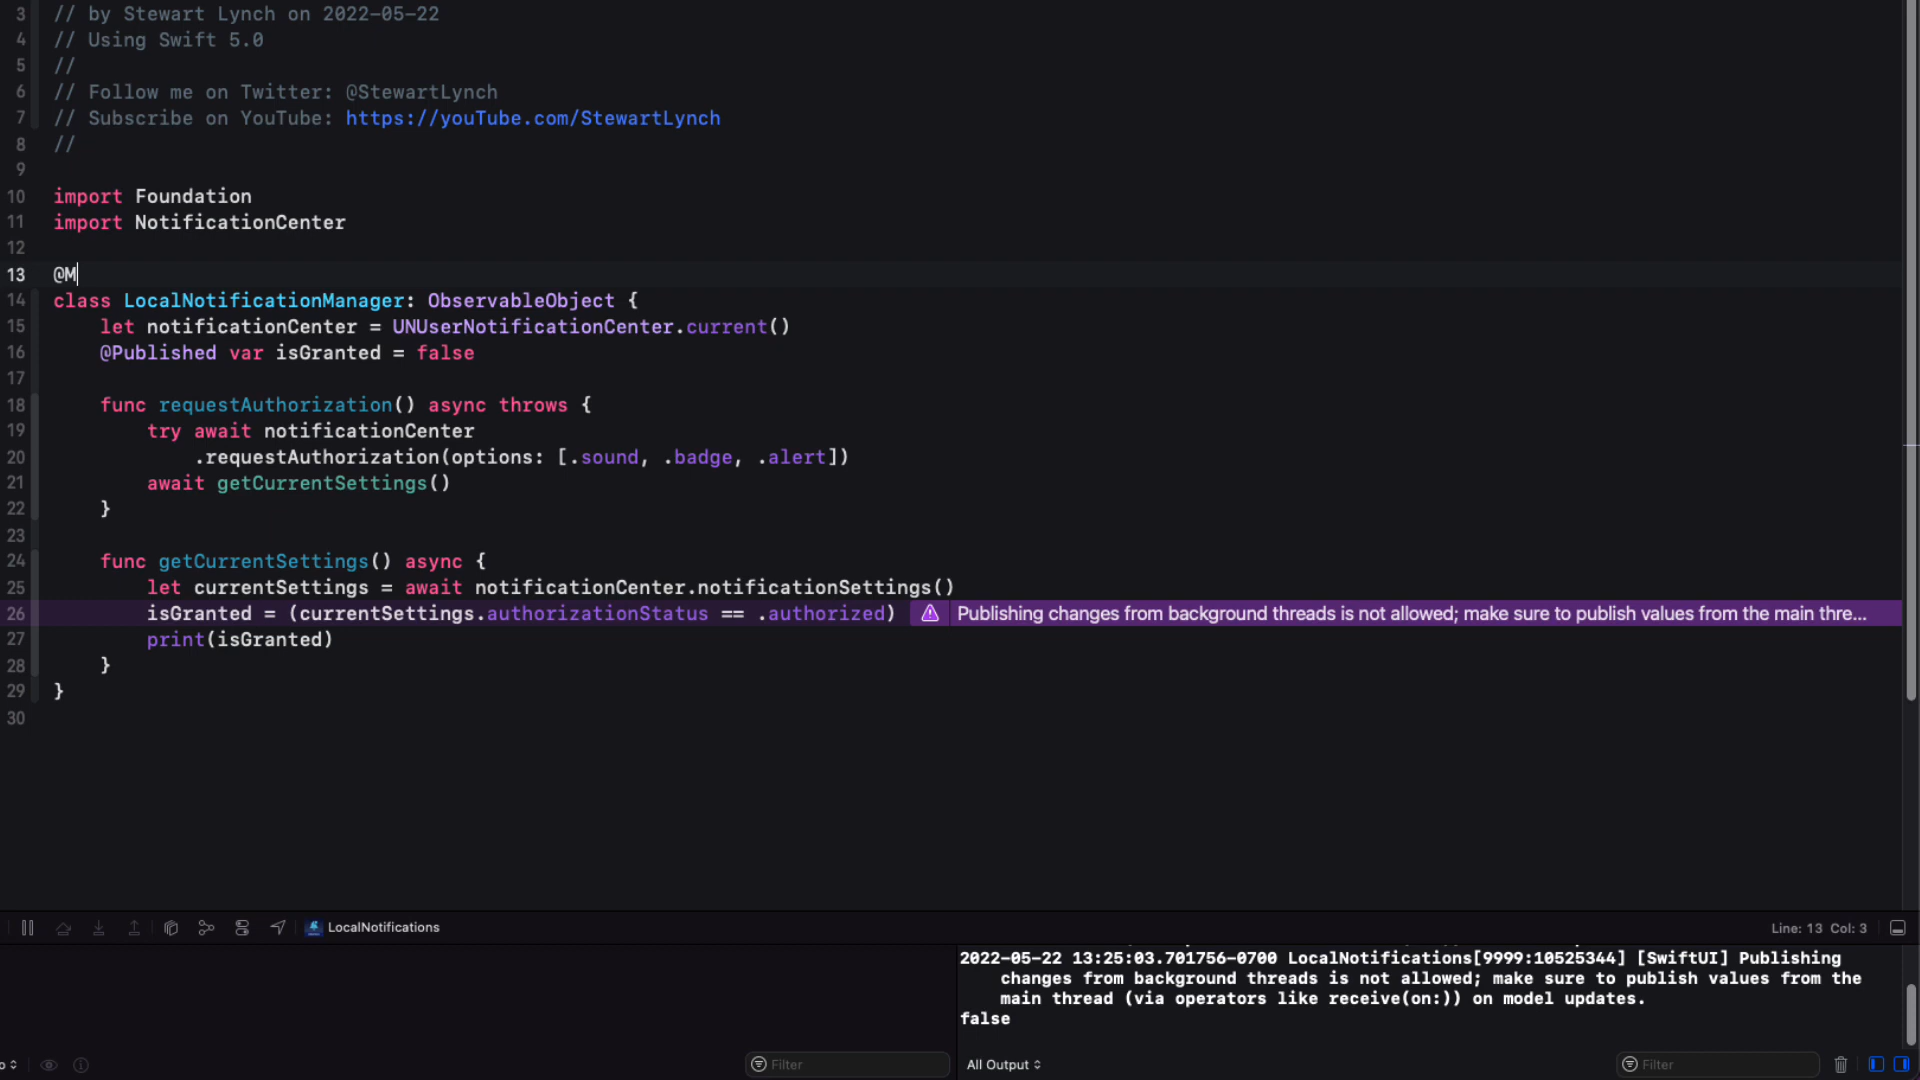 3 // by Stewart Lynch on 2022-05-22
4 // Using Swift 5.0
5 //
6 // Follow me on Twitter: @StewartLynch
7 // Subscribe on YouTube: https://youTube.com/StewartLynch
8 //
9
10 import Foundation
11 import NotificationCenter
12
13 @M
14 class LocalNotificationManager: ObservableObject {
15 let notificationCenter = UNUserNotificationCenter.current()
16 @Published var isGranted = false
17
18 func requestAuthorization() async throws {
19 try await notificationCenter
20 .requestAuthorization(options: [.sound, .badge, .alert])
21 await getCurrentSettings()
22 }
23
24 func getCurrentSettings() async {
25 let currentSettings = await notificationCenter.notificationSettings()
26 isGranted = (currentSettings.authorizationStatus == .authorized) Publishing changes from background threads is not allowed; make sure to publish values from the main thre...
27 print(isGranted)
28 }
29 }
30
LocalNotifications
Line: 13 Col: 3
2022-05-22 13:25:03.701756-0700 LocalNotifications[9999:10525344] [SwiftUI] Publishing
changes from background threads is not allowed; make sure to publish values from the
main thread (via operators like receive(on:)) on model updates.
false
Filter
All Output
Filter